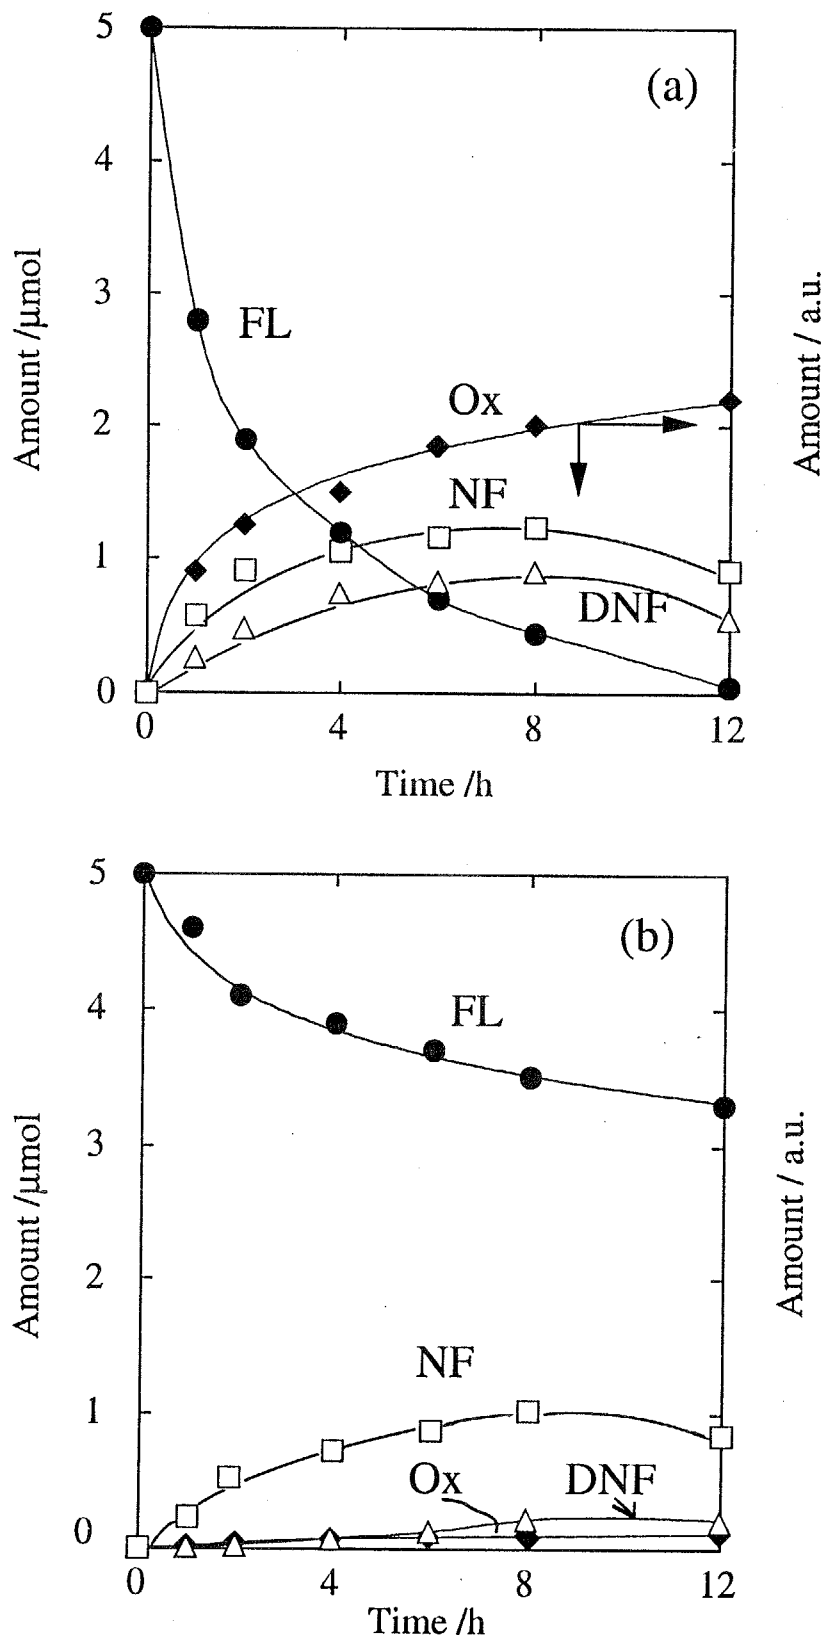 5
(a)
4
Amount /µmol
3
FL
Amount / a.u.
Ox
2
NF
1
DNF
0
0 4 8 12
Time /h
5
(b)
4
FL
Amount /µmol
3
Amount / a.u.
2
NF
1
Ox DNF
0
0 4 8 12
Time /h